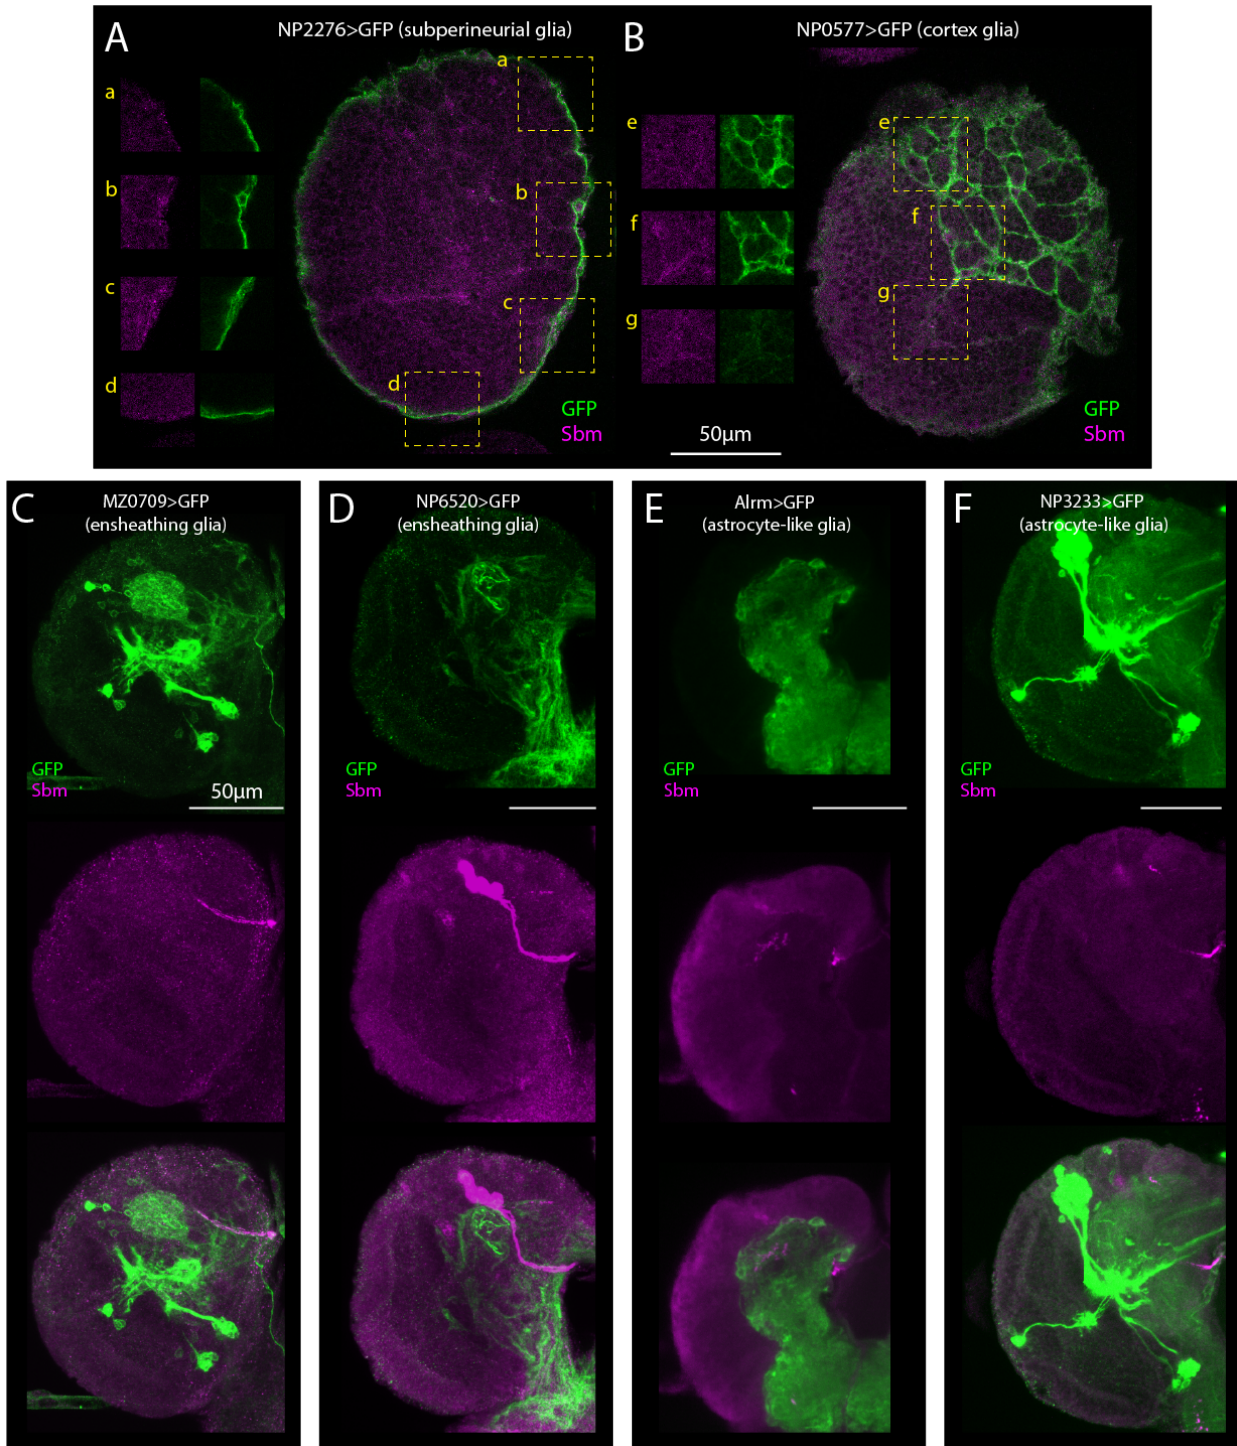 A
NP2276>GFP (subperineurial glia)
a
b
c
d
a
b
c
d
GFP
Sbm
B
NP0577>GFP (cortex glia)
e
f
g
e
f
g
50µm
GFP
Sbm
C
MZ0709>GFP
(ensheathing glia)
GFP
Sbm
50µm
D
NP6520>GFP
(ensheathing glia)
GFP
Sbm
E
Alrm>GFP
(astrocyte-like glia)
GFP
Sbm
F
NP3233>GFP
(astrocyte-like glia)
GFP
Sbm